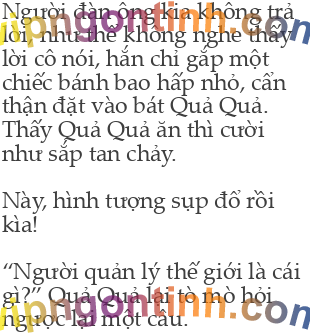 Người đàn ông kia không trả
lời, như thể không nghe thấy
lời cô nói, hắn chỉ gắp một
chiếc bánh bao hấp nhỏ, cẩn
thận đặt vào bát Quả Quả.
Thấy Quả Quả ăn thì cười
như sắp tan chảy.
Này, hình tượng sụp đổ rồi
kìa!
“Người quản lý thế giới là cái
gì?” Quả Quả lại tò mò hỏi
ngược lại một câu.